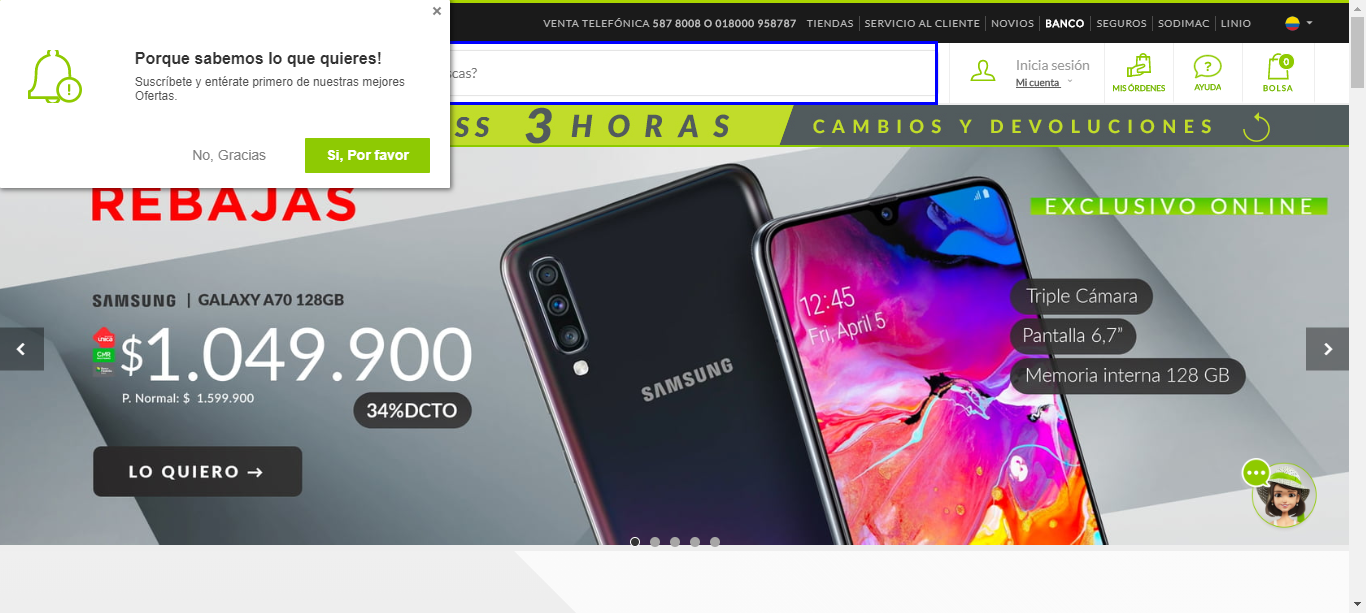 VENTA TELEFÓNICA 587 8008 O 018000 958787 TIENDAS SERVICIO AL CLIENTE NOVIOS BANCO SEGUROS SODIMAC LINIO
Porque sabemos lo que quieres!
Suscríbete y entérate primero de nuestras mejores
Ofertas.
No, Gracias
Si, Por favor
scas?
Inicia sesión
Mi cuenta
MIS ÓRDENES
AYUDA
0
BOLSA
SS 3 HORAS
CAMBIOS Y DEVOLUCIONES
REBAJAS
EXCLUSIVO ONLINE
SAMSUNG | GALAXY A70 128GB
única
CMR
$1.049.900
P. Normal: $ 1.599.900
34%DCTO
LO QUIERO →
SAMSUNG
12:45
Fri, April 5
Triple Cámara
Pantalla 6,7”
Memoria interna 128 GB